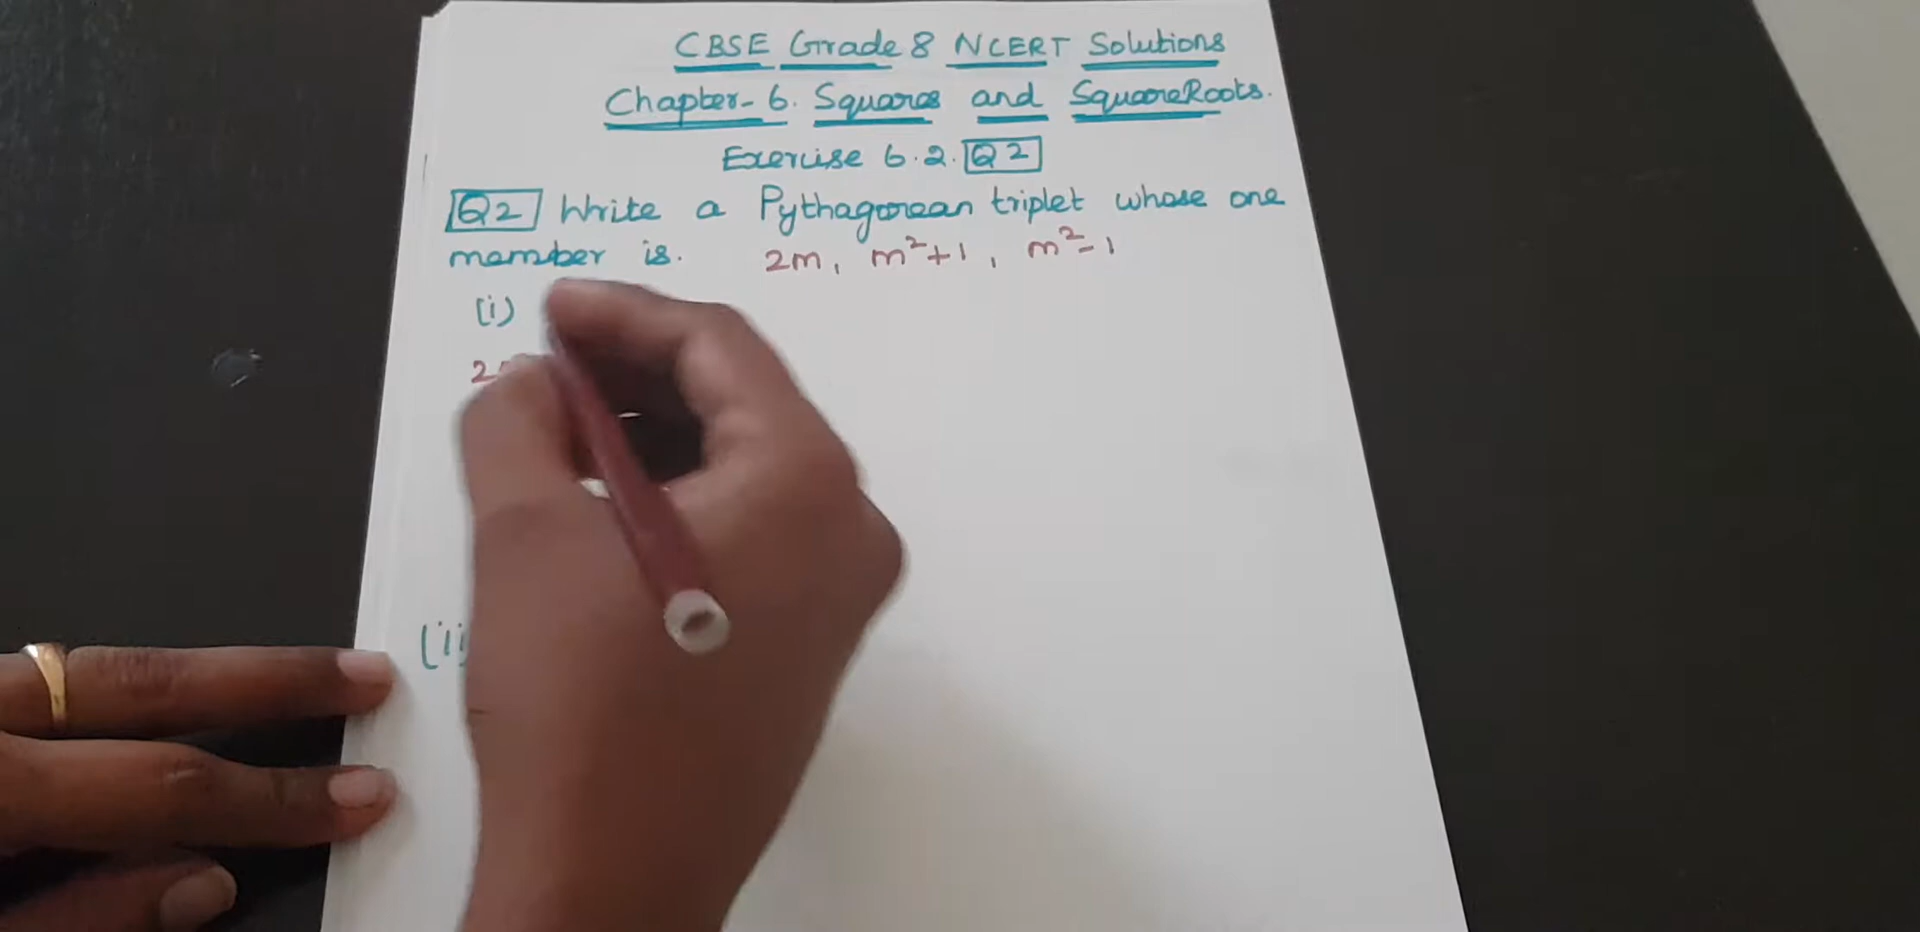 CBSE Grade 8 NCERT Solutions
Chapter-6. Squares and SquareRoots.
Exercise 6.2. Q2
Q2 Write a Pythagorean triplet whose one
member is. 2m, m²+1, m²-1
(i)
(ii)